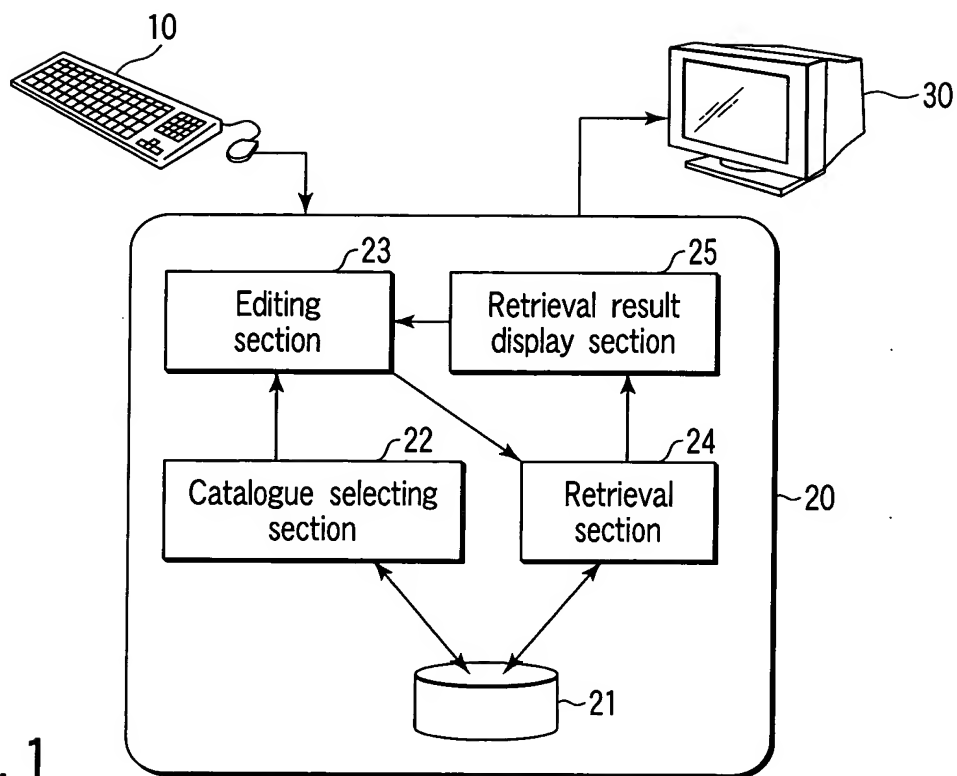 10
30
23
25
Editing
section
Retrieval result
display section
22
24
Catalogue selecting
section
Retrieval
section
20
21
. 1